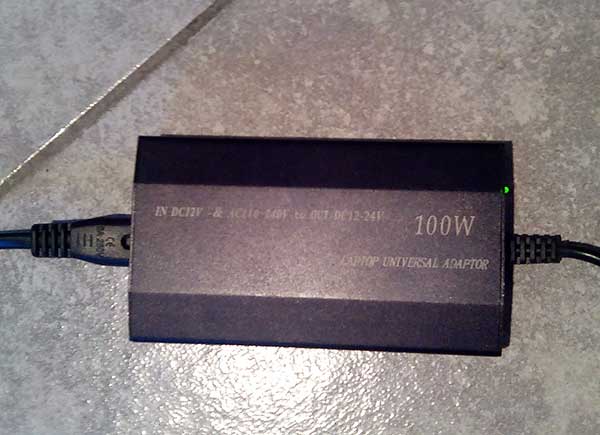 IN DC12V -& AC110-240V to OUT DC12-24V
100W
LAPTOP UNIVERSAL ADAPTOR